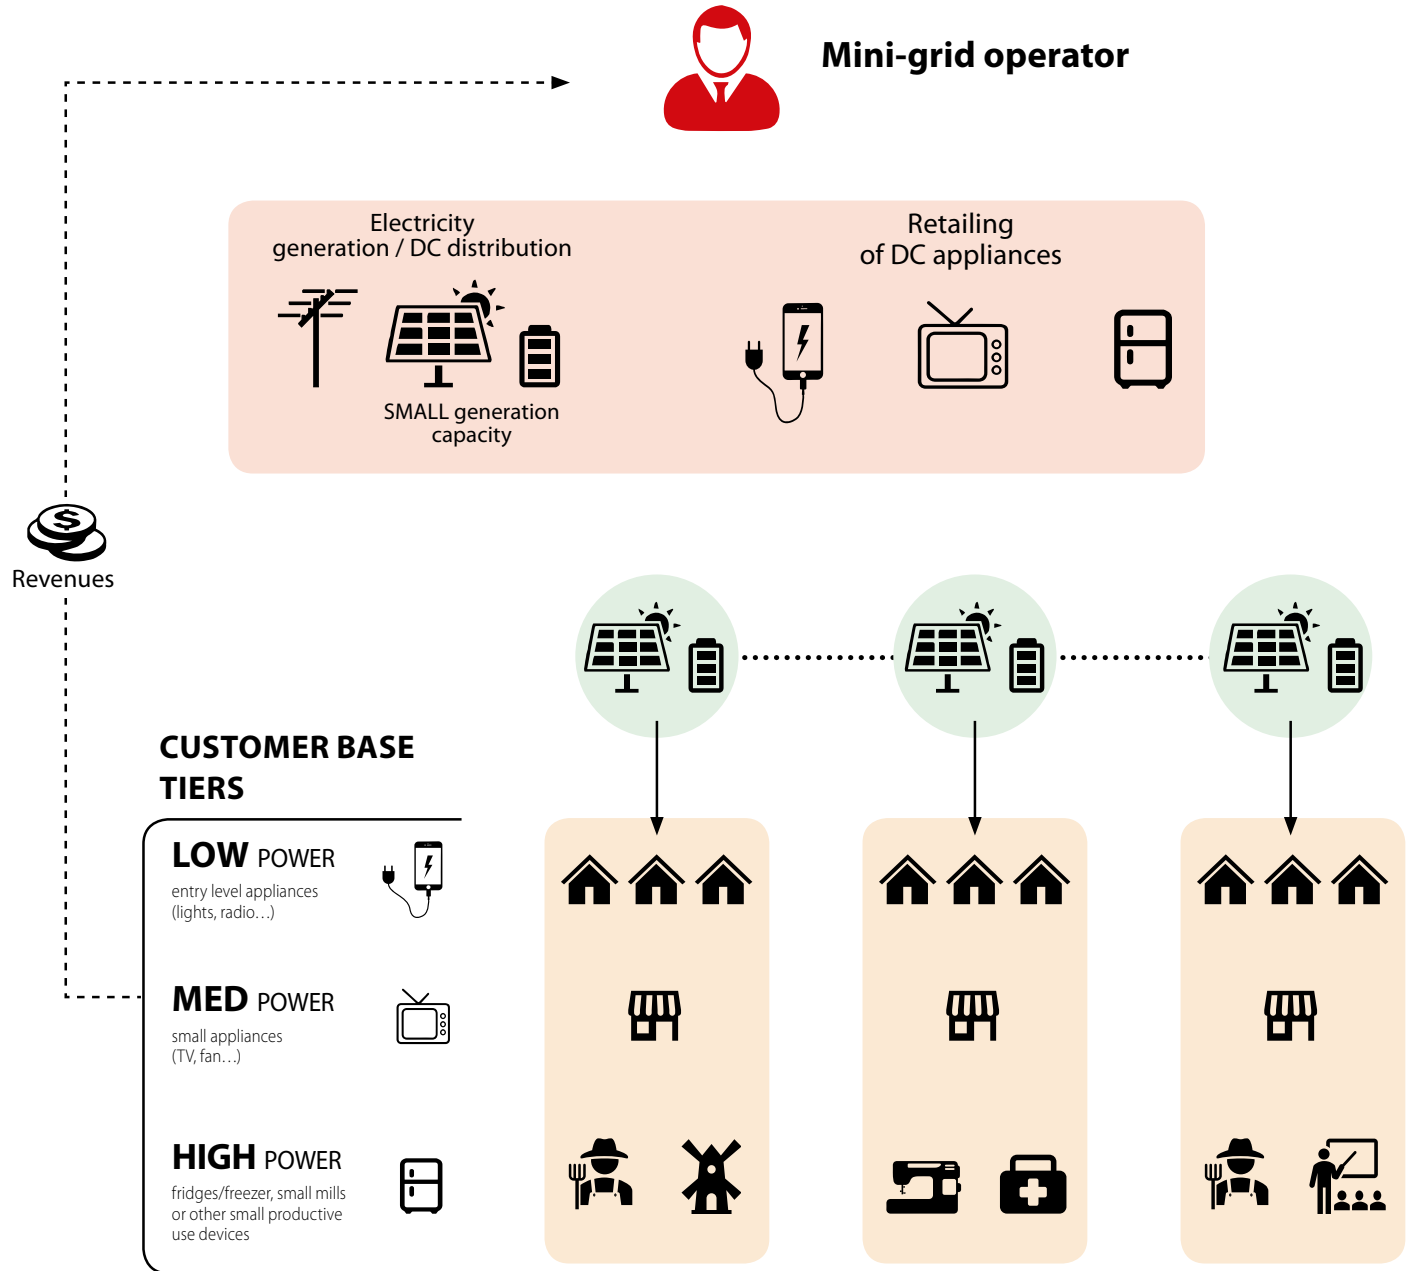 Mini-grid operator
Electricity
generation / DC distribution
SMALL generation
capacity
Retailing
of DC appliances
$
Revenues
CUSTOMER BASE
TIERS
LOW POWER
entry level appliances
(lights, radio…)
MED POWER
small appliances
(TV, fan…)
HIGH POWER
fridges/freezer, small mills
or other small productive
use devices